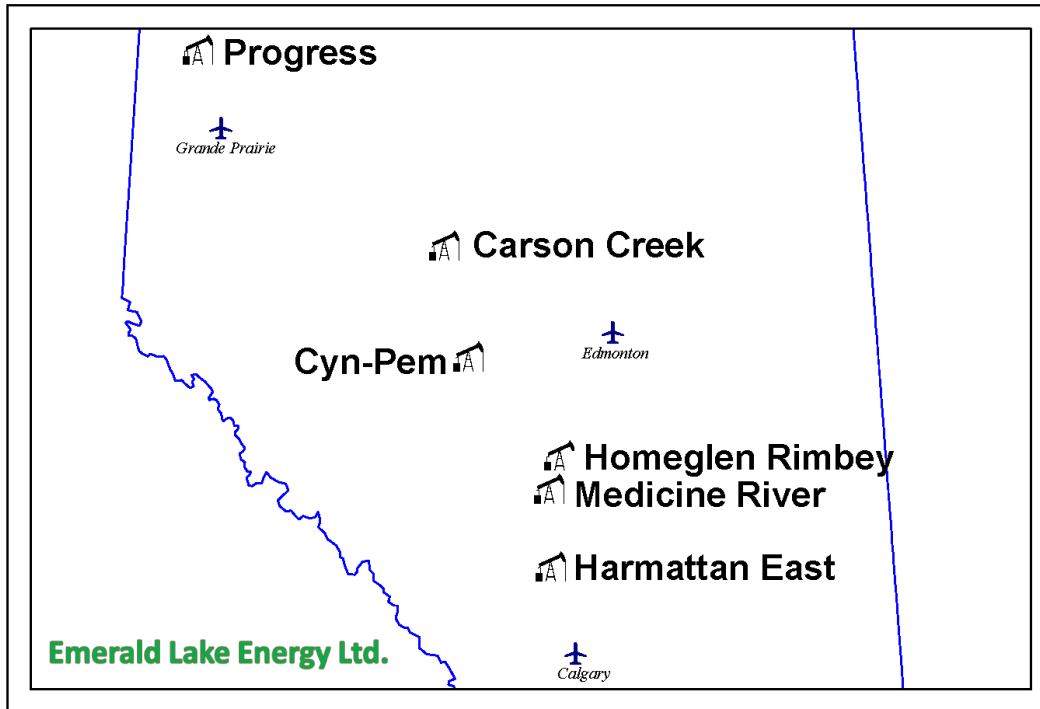 Progress
Grande Prairie
Carson Creek
Edmonton
Cyn-Pem
Homeglen Rimbey
Medicine River
Harmattan East
Emerald Lake Energy Ltd.
Calgary